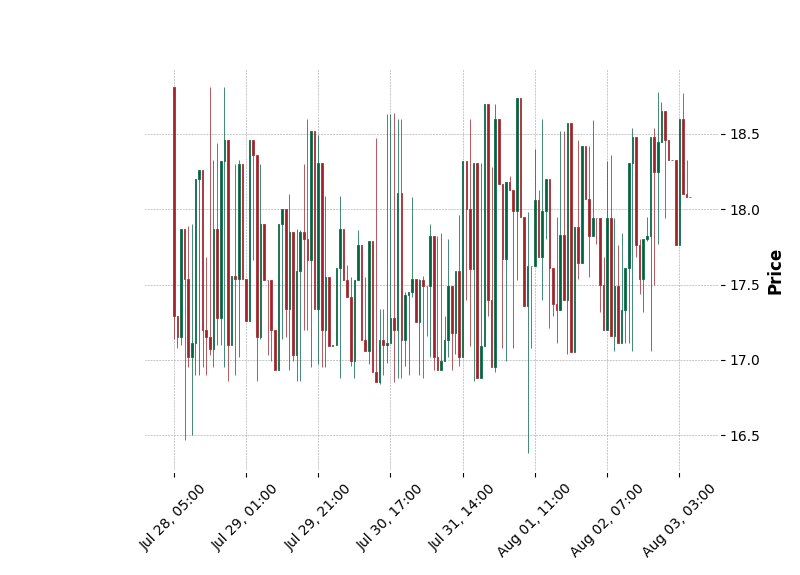 18.5
18.0
17.5
17.0
16.5
Price
Jul 28, 05:00
Jul 29, 01:00
Jul 29, 21:00
Jul 30, 17:00
Jul 31, 14:00
Aug 01, 11:00
Aug 02, 07:00
Aug 03, 03:00